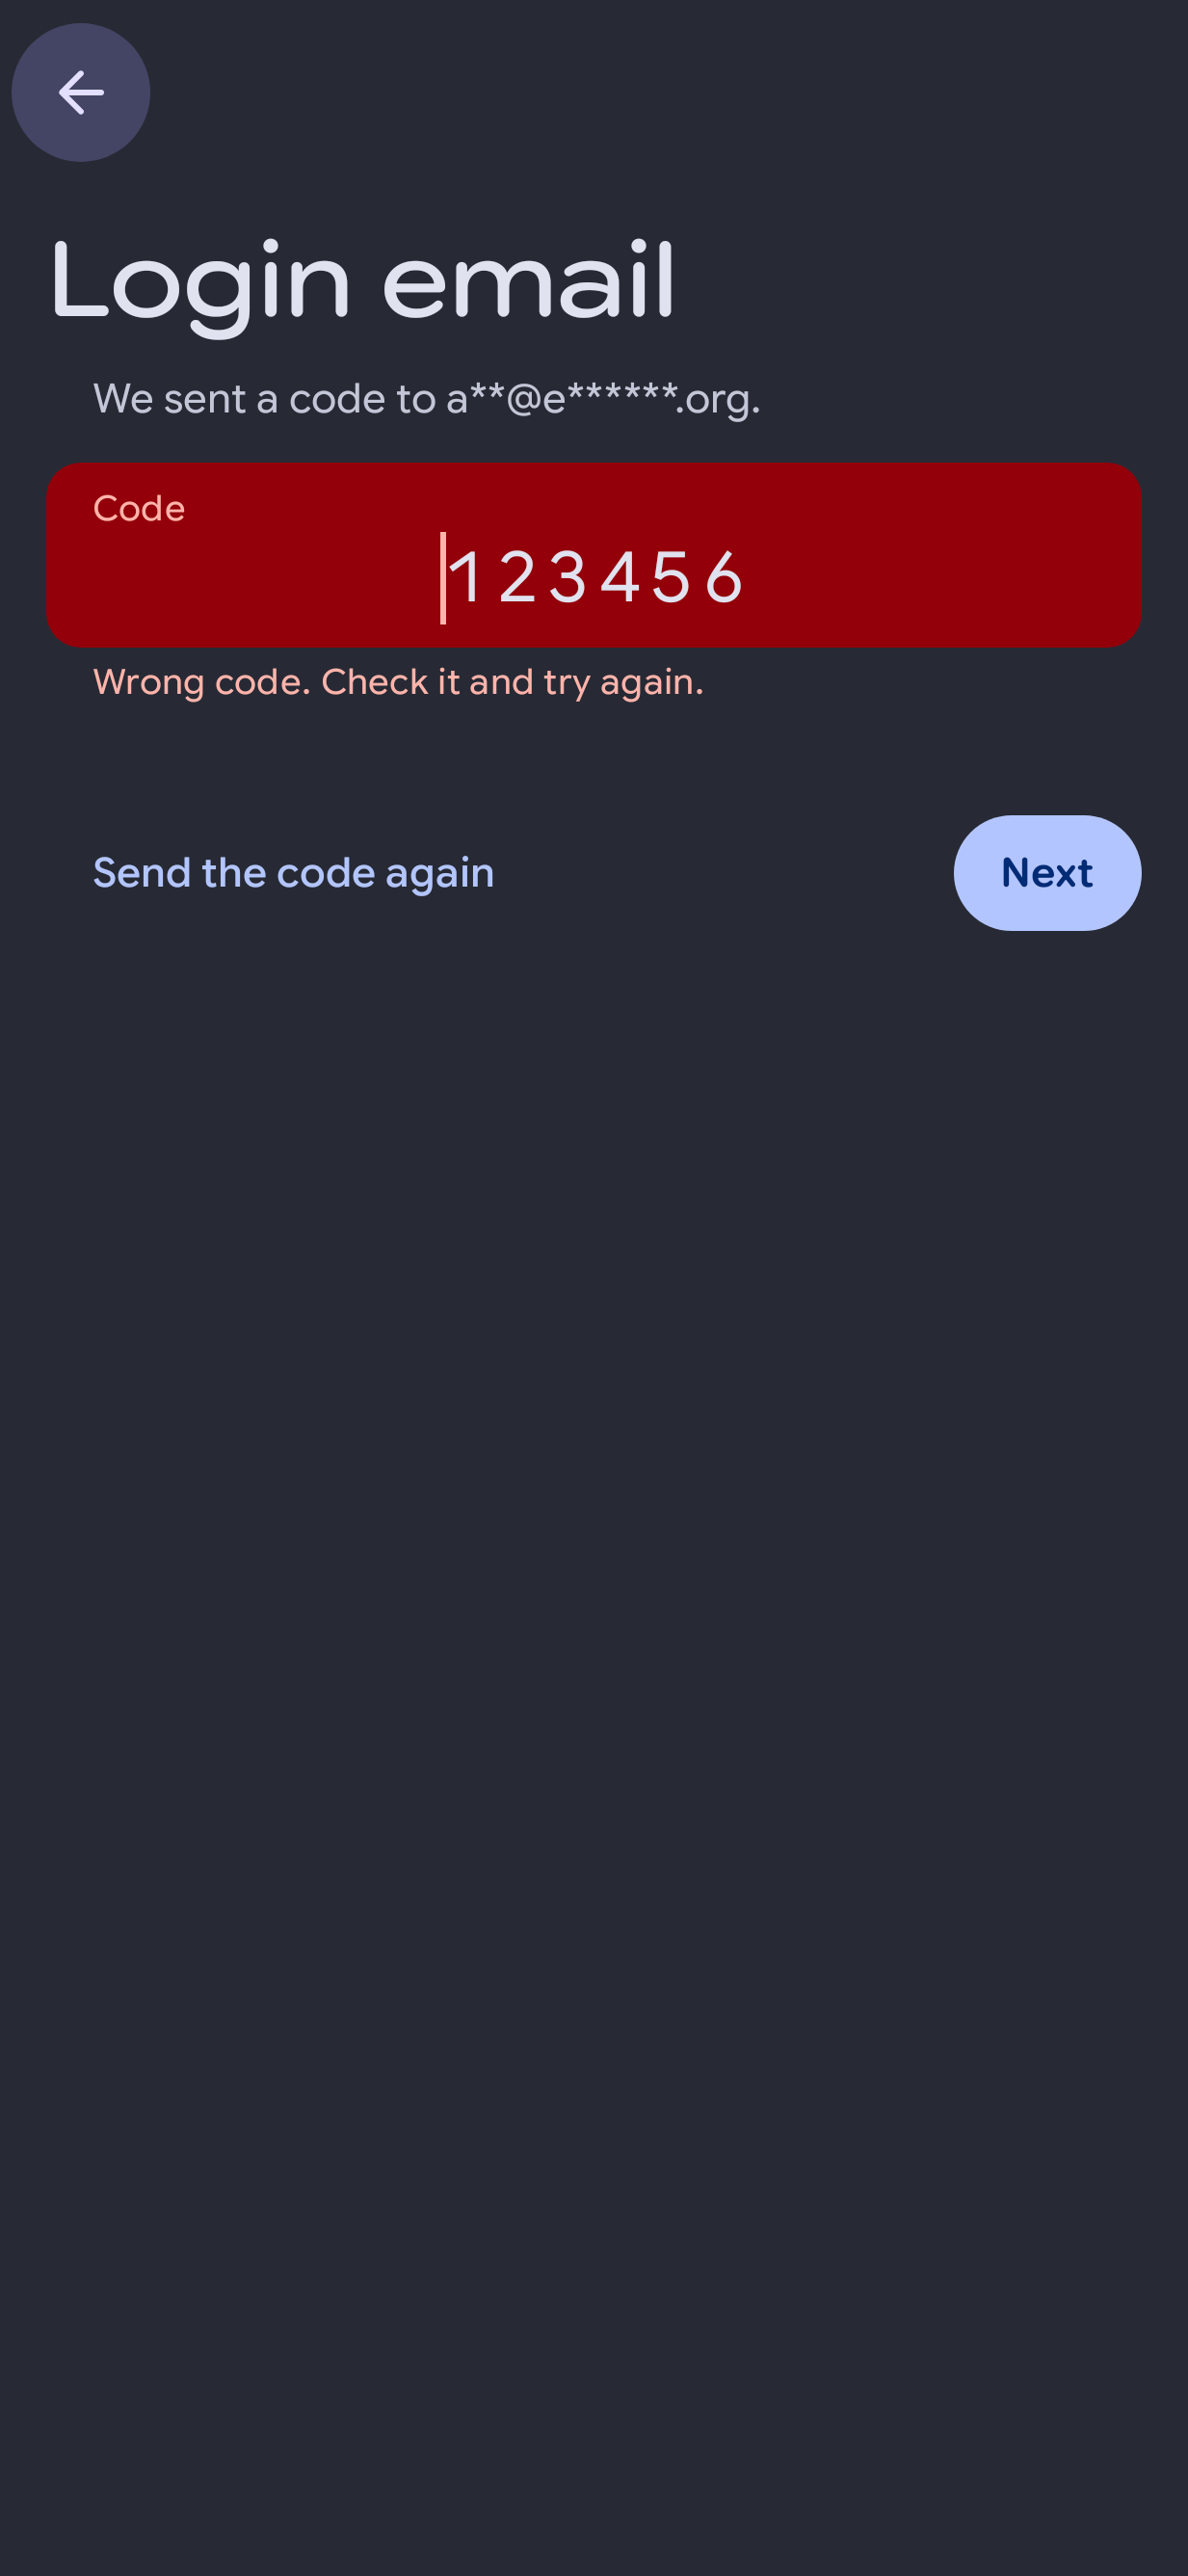 Login email
We sent a code to a**@e******.org.
Code
123456
Wrong code. Check it and try again.
Send the code again
Next